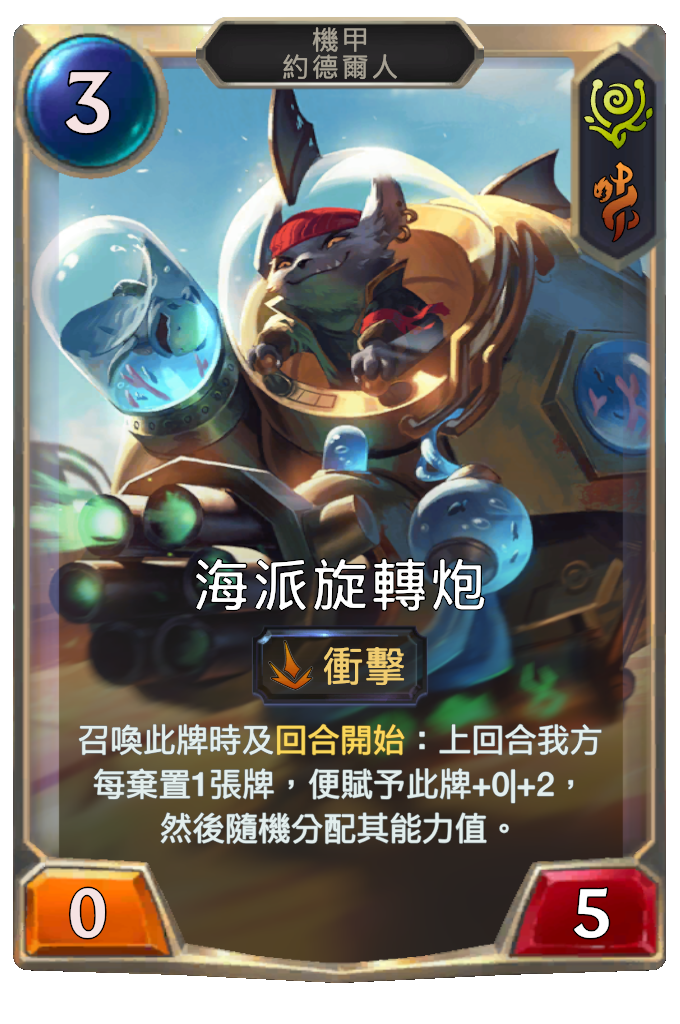 3
機甲
約德爾人
海派旋轉炮
衝擊
召喚此牌時及回合開始：上回合我方
每棄置1張牌，便賦予此牌+0|+2，
然後隨機分配其能力值。
0
5